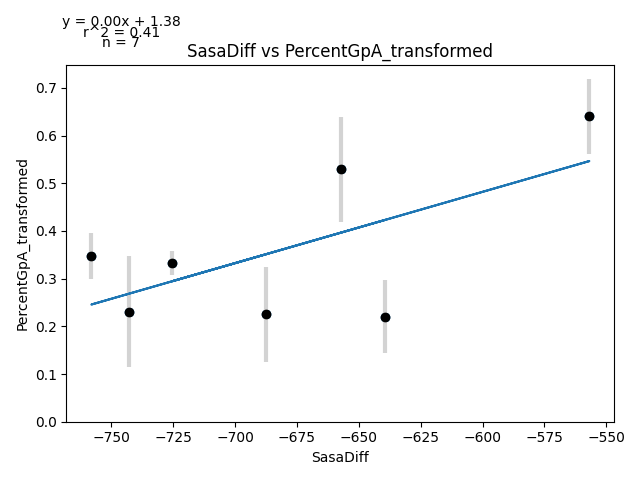 y = 0.00x + 1.38
r^2 = 0.41
n = 7
SasaDiff vs PercentGpA_transformed
PercentGpA_transformed
0.7
0.6
0.5
0.4
0.3
0.2
0.1
0.0
−750 −725 −700 −675 −650 −625 −600 −575 −550
SasaDiff